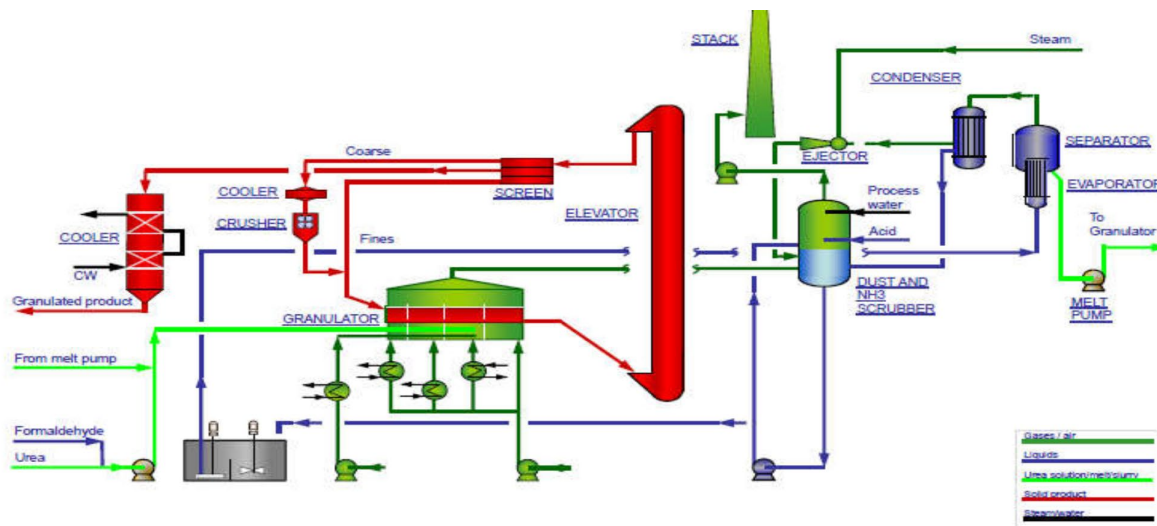 STACK
Steam
CONDENSER
SEPARATOR
EJECTOR
EVAPORATOR
Coarse
SCREEN
COOLER
CRUSHER
ELEVATOR
Process
water
Acid
To
Granulator
COOLER
Fines
CW
DUST AND
NH3
SCRUBBER
MELT
PUMP
Granulated product
GRANULATOR
From melt pump
Formaldehyde
Urea
Gases / air
Liquids
Urea solution/melt/slurry
Solid product
Steam/water